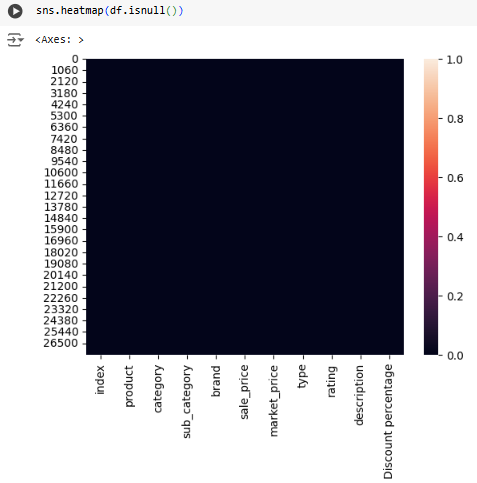 sns.heatmap(df.isnull())
<Axes: >
0
1060
2120
3180
4240
5300
6360
7420
8480
9540
10600
11660
12720
13780
14840
15900
16960
18020
19080
20140
21200
22260
23320
24380
25440
26500
1.0
0.8
0.6
0.4
0.2
0.0
index
product
category
sub_category
brand
sale_price
market_price
type
rating
description
Discount percentage